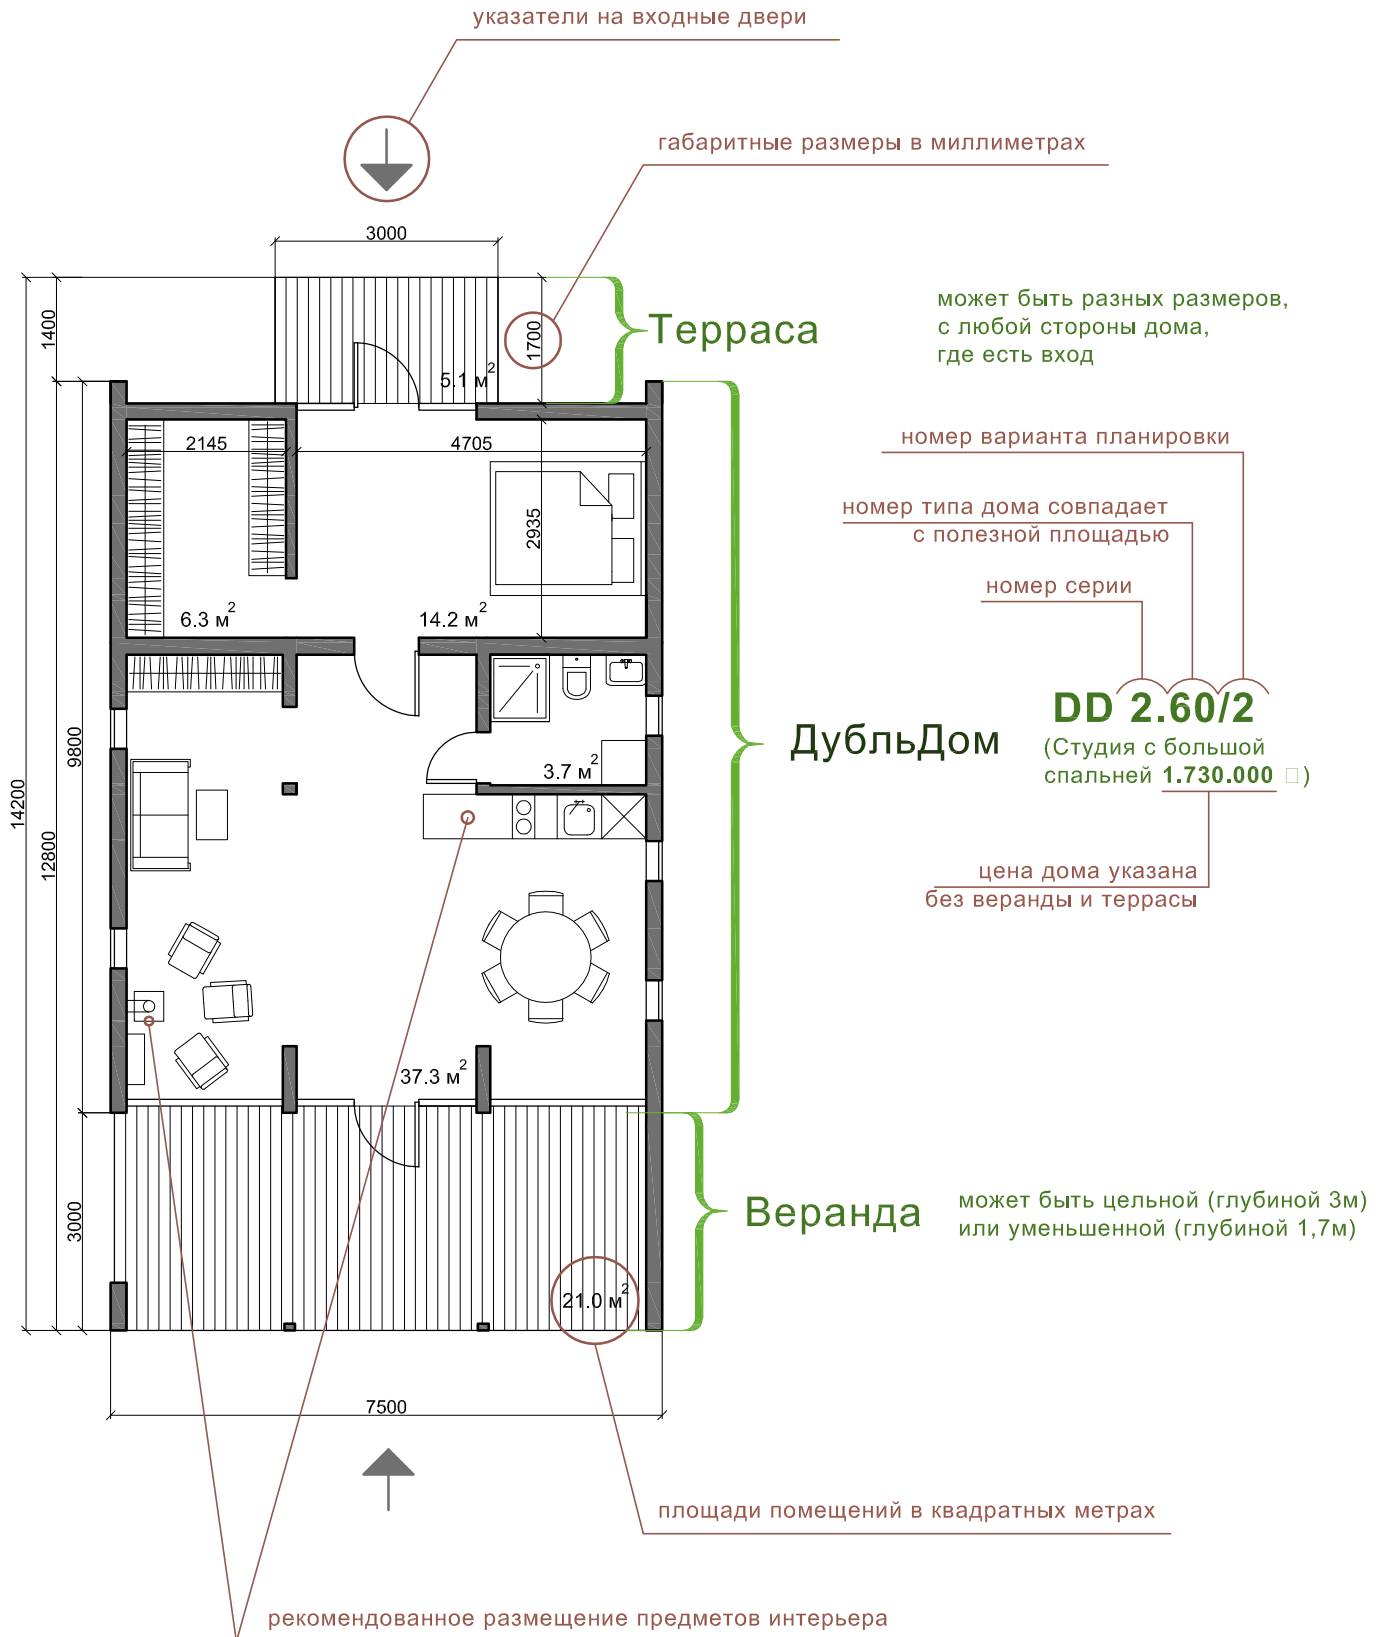 указатели на входные двери
габаритные размеры в миллиметрах
3000
1400
1700
Терраса
может быть разных размеров,
с любой стороны дома,
где есть вход
5.1 м2
2145
4705
2935
6.3 м2
14.2 м2
номер варианта планировки
номер типа дома совпадает
с полезной площадью
номер серии
DD 2.60/2
(Студия с большой
спальней 1.730.000 □)
ДубльДом
3.7 м2
9800
14200
12800
цена дома указана
без веранды и террасы
37.3 м2
3000
Веранда
может быть цельной (глубиной 3м)
или уменьшенной (глубиной 1,7м)
21.0 м2
7500
площади помещений в квадратных метрах
рекомендованное размещение предметов интерьера